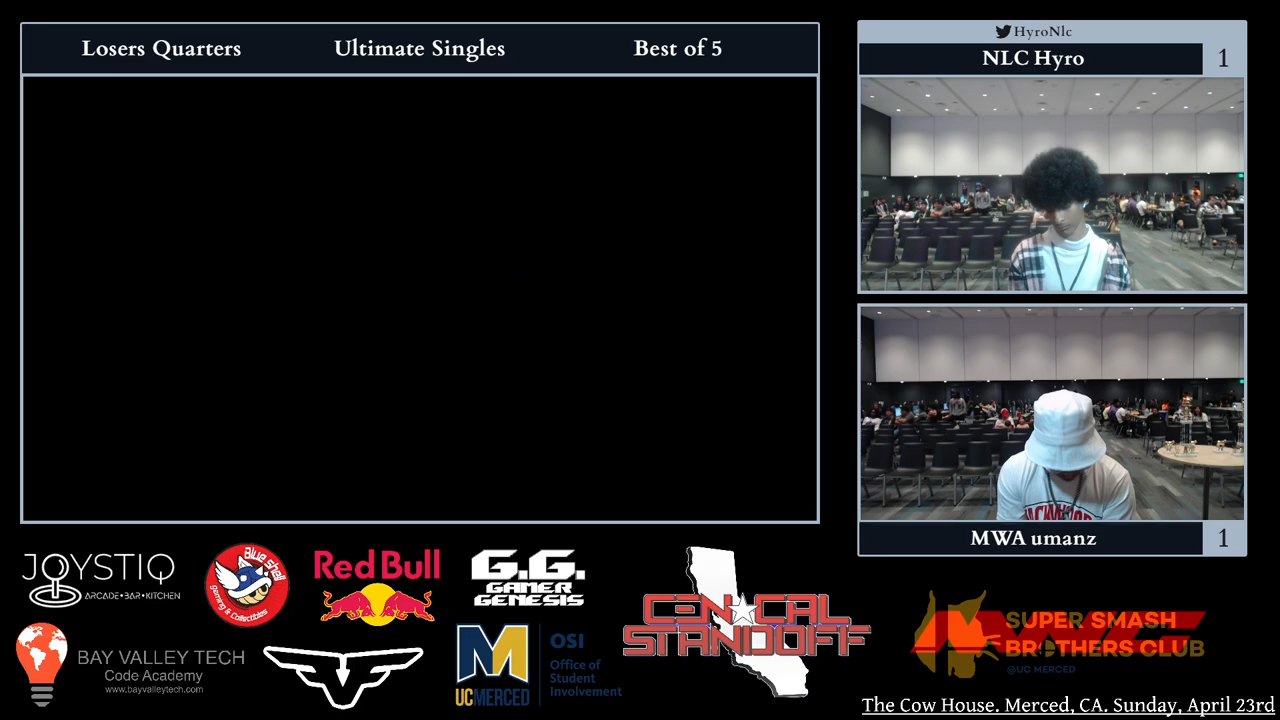 Losers Quarters
Ultimate Singles
Best of 5
HyroNlc
NLC Hyro
1
MWA umanz
1
JOYSTIQ
ARCADE•BAR•KITCHEN
Blue Shell
gaming & Collectibles
Red Bull
G.G.
GAMER
GENESIS
CEN CAL
STANDOFF
SUPER SMASH
BROTHERS CLUB
@UC MERCED
BAY VALLEY TECH
Code Academy
www.bayvalleytech.com
UCMERCED
OSI
Office of
Student
Involvement
The Cow House. Merced, CA. Sunday, April 23rd